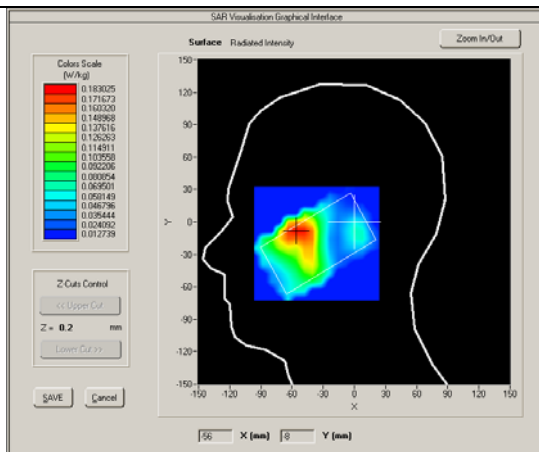 SAR Visualisation Graphical Interface
Surface Radiated Intensity
Zoom In/Out
Colors Scale
(W/kg)
0.183025
0.171673
0.160320
0.148968
0.137616
0.126263
0.114911
0.103558
0.092206
0.080854
0.069501
0.058149
0.046796
0.035444
0.024092
0.012739
Z-Cuts Control
<< Upper Cut
Z = 0.2 mm
Lower Cut >>
SAVE Cancel
150-
120-
90-
60-
30-
0-
-30-
-60-
-90-
-120-
-150-
Y
-150 -120 -90 -60 -30 0 30 60 90 120 150
X
-56 X (mm) -8 Y (mm)